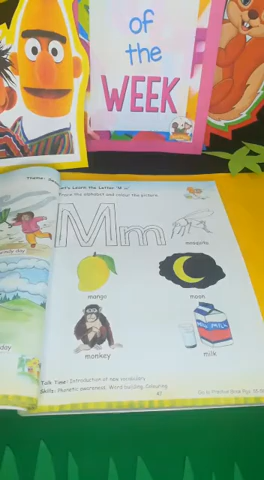 of
the
WEEK
Let's Learn the Letter 'M m'
Trace the alphabet and colour the picture.
Mm
mosquito
mango
moon
MILK
monkey
milk
Talk Time: Introduction of new vocabulary
Skills: Phonetic awareness, Word building, Colouring